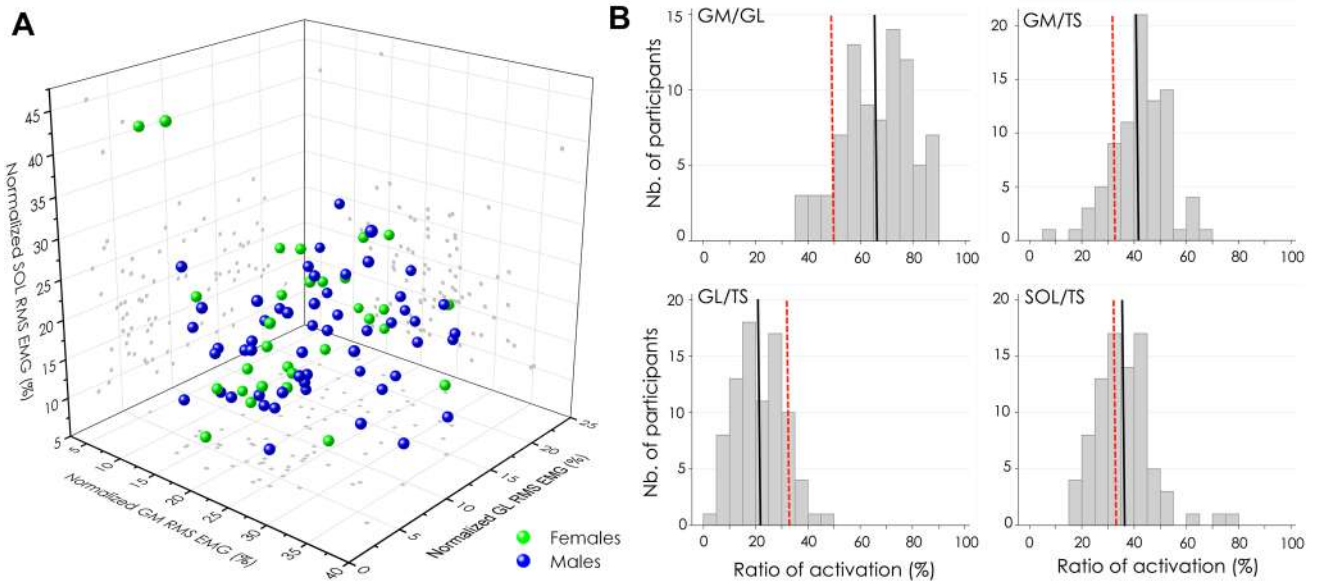 A
45
40
35
30
25
20
15
10
5
Normalized SOL RMS EMG (%)
5
10
15
20
25
30
35
40
Normalized GM RMS EMG (%)
0
5
10
15
20
25
Normalized GL RMS EMG (%)
Females
Males
B
GM/GL
15
10
5
0
0 20 40 60 80 100
Nb. of participants
GM/TS
20
15
10
5
0
0 20 40 60 80 100
GL/TS
20
15
10
5
0
0 20 40 60 80 100
Nb. of participants
Ratio of activation (%)
SOL/TS
20
15
10
5
0
0 20 40 60 80 100
Ratio of activation (%)